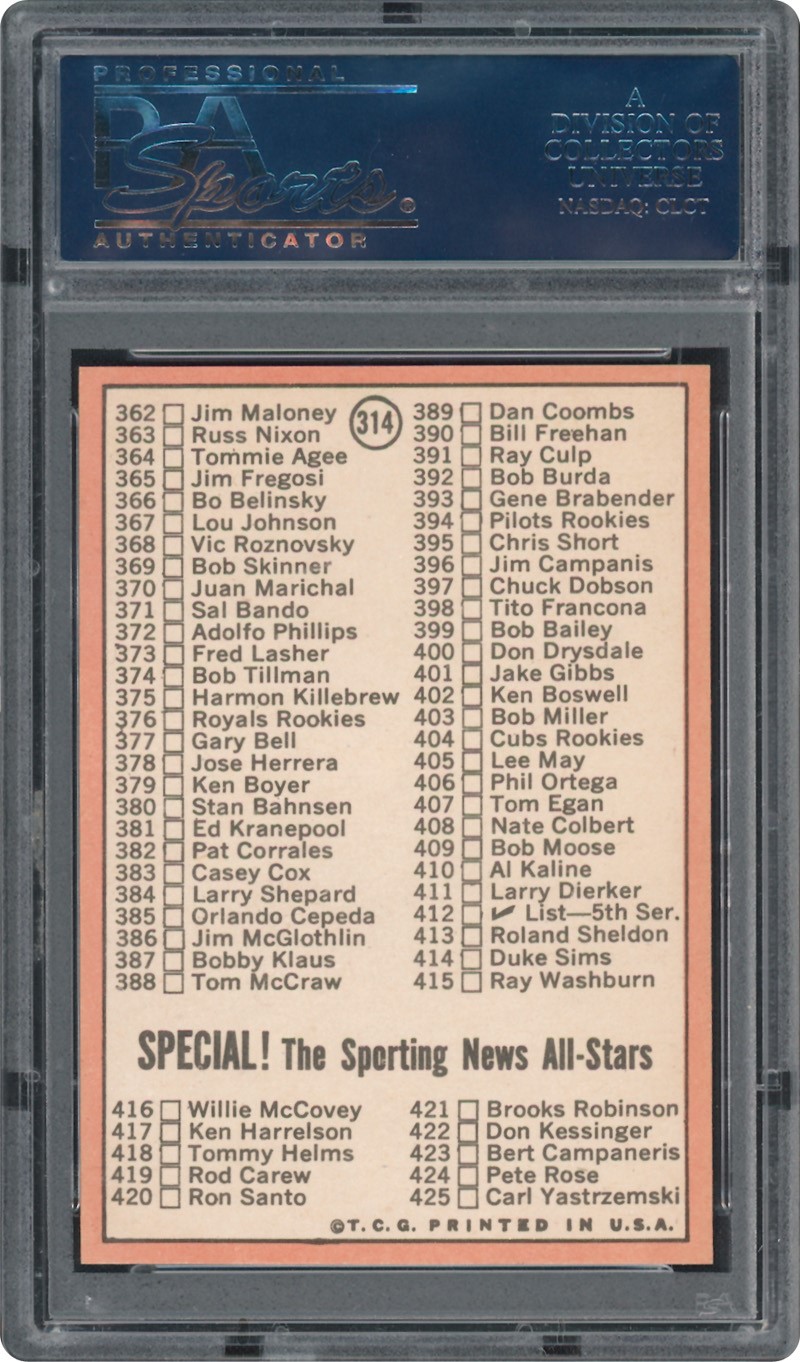 PROFESSIONAL
PSA
Sports®
AUTHENTICATOR
A
DIVISION OF
COLLECTORS
UNIVERSE
NASDAQ: CLCT
314
362 Jim Maloney
363 Russ Nixon
364 Tommie Agee
365 Jim Fregosi
366 Bo Belinsky
367 Lou Johnson
368 Vic Roznovsky
369 Bob Skinner
370 Juan Marichal
371 Sal Bando
372 Adolfo Phillips
373 Fred Lasher
374 Bob Tillman
375 Harmon Killebrew
376 Royals Rookies
377 Gary Bell
378 Jose Herrera
379 Ken Boyer
380 Stan Bahnsen
381 Ed Kranepool
382 Pat Corrales
383 Casey Cox
384 Larry Shepard
385 Orlando Cepeda
386 Jim McGlothlin
387 Bobby Klaus
388 Tom McCraw
389 Dan Coombs
390 Bill Freehan
391 Ray Culp
392 Bob Burda
393 Gene Brabender
394 Pilots Rookies
395 Chris Short
396 Jim Campanis
397 Chuck Dobson
398 Tito Francona
399 Bob Bailey
400 Don Drysdale
401 Jake Gibbs
402 Ken Boswell
403 Bob Miller
404 Cubs Rookies
405 Lee May
406 Phil Ortega
407 Tom Egan
408 Nate Colbert
409 Bob Moose
410 Al Kaline
411 Larry Dierker
412 ✔ List—5th Ser.
413 Roland Sheldon
414 Duke Sims
415 Ray Washburn
SPECIAL! The Sporting News All-Stars
416 Willie McCovey
417 Ken Harrelson
418 Tommy Helms
419 Rod Carew
420 Ron Santo
421 Brooks Robinson
422 Don Kessinger
423 Bert Campaneris
424 Pete Rose
425 Carl Yastrzemski
©T.C.G. PRINTED IN U.S.A.
PSA